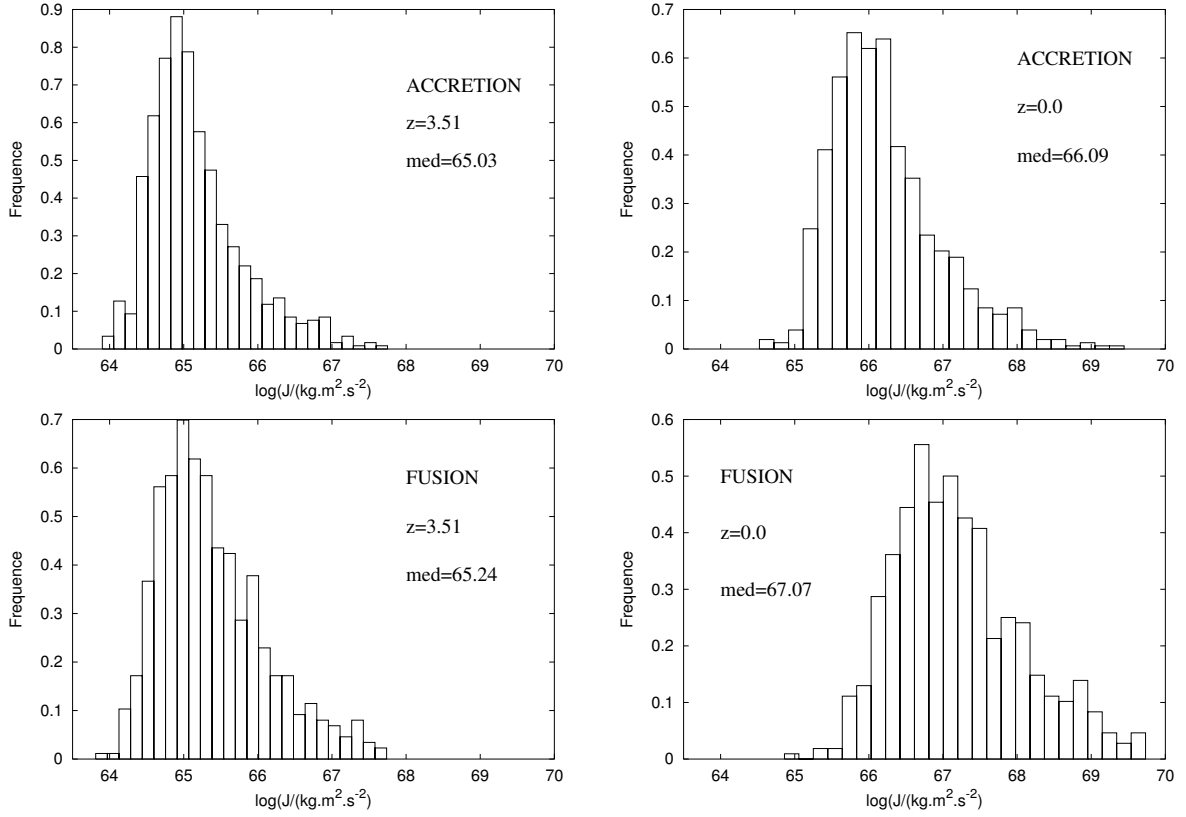 0.9
0.8
0.7
0.6
0.5
0.4
0.3
0.2
0.1
0
Frequence
ACCRETION
z=3.51
med=65.03
64 65 66 67 68 69 70
log(J/(kg.m².s⁻²)
0.7
0.6
0.5
0.4
0.3
0.2
0.1
0
Frequence
ACCRETION
z=0.0
med=66.09
64 65 66 67 68 69 70
log(J/(kg.m².s⁻²)
0.7
0.6
0.5
0.4
0.3
0.2
0.1
0
Frequence
FUSION
z=3.51
med=65.24
64 65 66 67 68 69 70
log(J/(kg.m².s⁻²)
0.6
0.5
0.4
0.3
0.2
0.1
0
Frequence
FUSION
z=0.0
med=67.07
64 65 66 67 68 69 70
log(J/(kg.m².s⁻²)